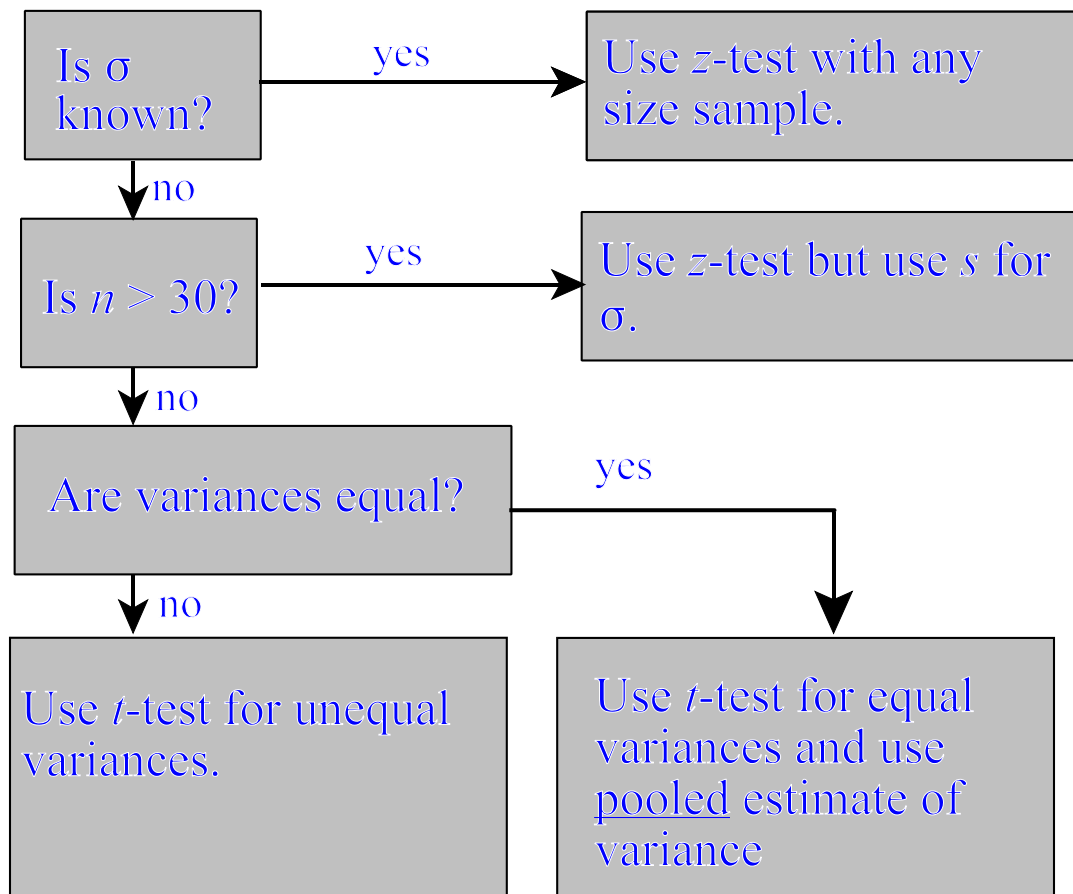 Is σ
known?
yes
Use z-test with any
size sample.
no
Is n > 30?
yes
Use z-test but use s for
σ.
no
Are variances equal?
yes
no
Use t-test for unequal
variances.
Use t-test for equal
variances and use
pooled estimate of
variance